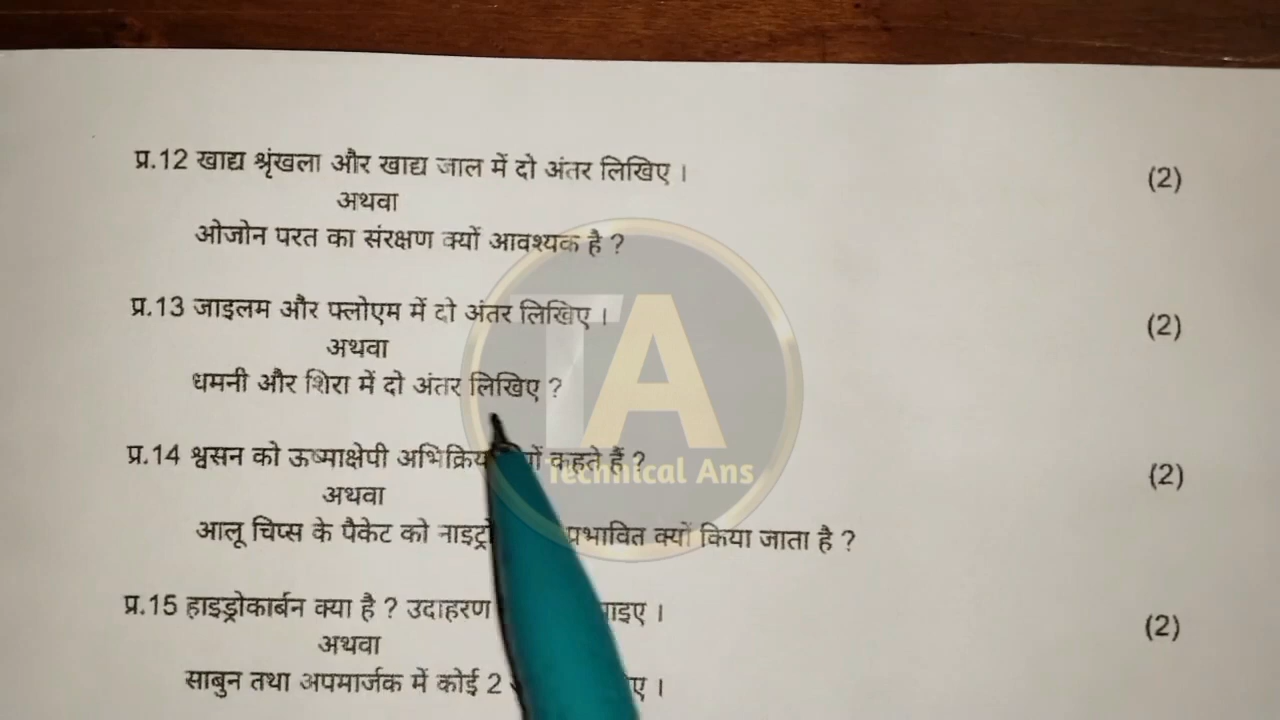 प्र.12 खाद्य श्रृंखला और खाद्य जाल में दो अंतर लिखिए । (2)
अथवा
ओजोन परत का संरक्षण क्यों आवश्यक है ?
प्र.13 जाइलम और फ्लोएम में दो अंतर लिखिए । (2)
अथवा
धमनी और शिरा में दो अंतर लिखिए ?
प्र.14 श्वसन को ऊष्माक्षेपी कहते हैं ? (2)
अथवा
आलू चिप्स के पैकेट को प्रभावित क्यों किया जाता है ?
प्र.15 हाइड्रोकार्बन क्या है ? उदाहरण । (2)
अथवा
साबुन तथा अपमार्जक में कोई 2 ।
TA
Technical Ans